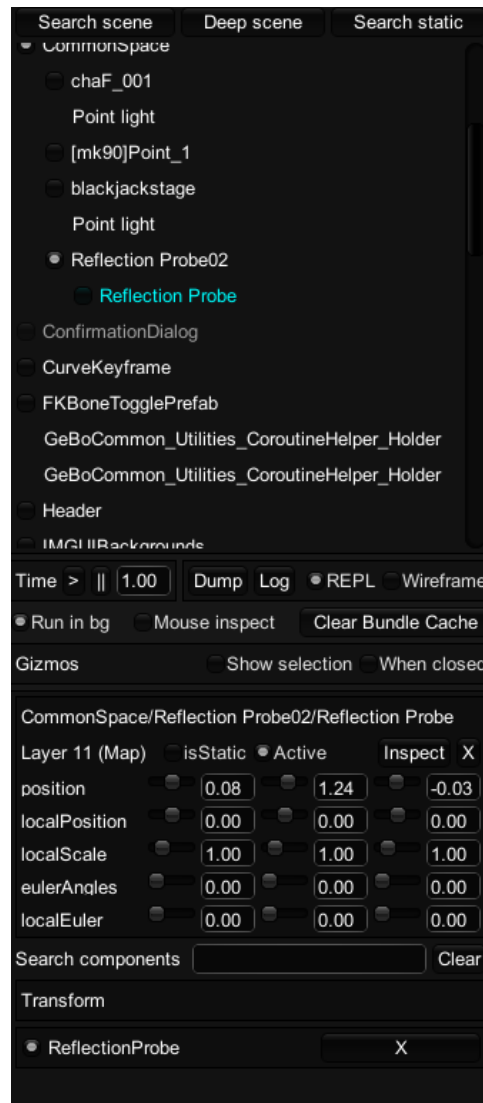 Search scene Deep scene Search static
CommonSpace
chaF_001
Point light
[mk90]Point_1
blackjackstage
Point light
Reflection Probe02
Reflection Probe
ConfirmationDialog
CurveKeyframe
FKBoneTogglePrefab
GeBoCommon_Utilities_CoroutineHelper_Holder
GeBoCommon_Utilities_CoroutineHelper_Holder
Header
IMGUIBackgrounds
Time > || 1.00 Dump Log REPL Wireframe
Run in bg Mouse inspect Clear Bundle Cache
Gizmos Show selection When closed
CommonSpace/Reflection Probe02/Reflection Probe
Layer 11 (Map) isStatic Active Inspect X
position 0.08 1.24 -0.03
localPosition 0.00 0.00 0.00
localScale 1.00 1.00 1.00
eulerAngles 0.00 0.00 0.00
localEuler 0.00 0.00 0.00
Search components Clear
Transform
ReflectionProbe X